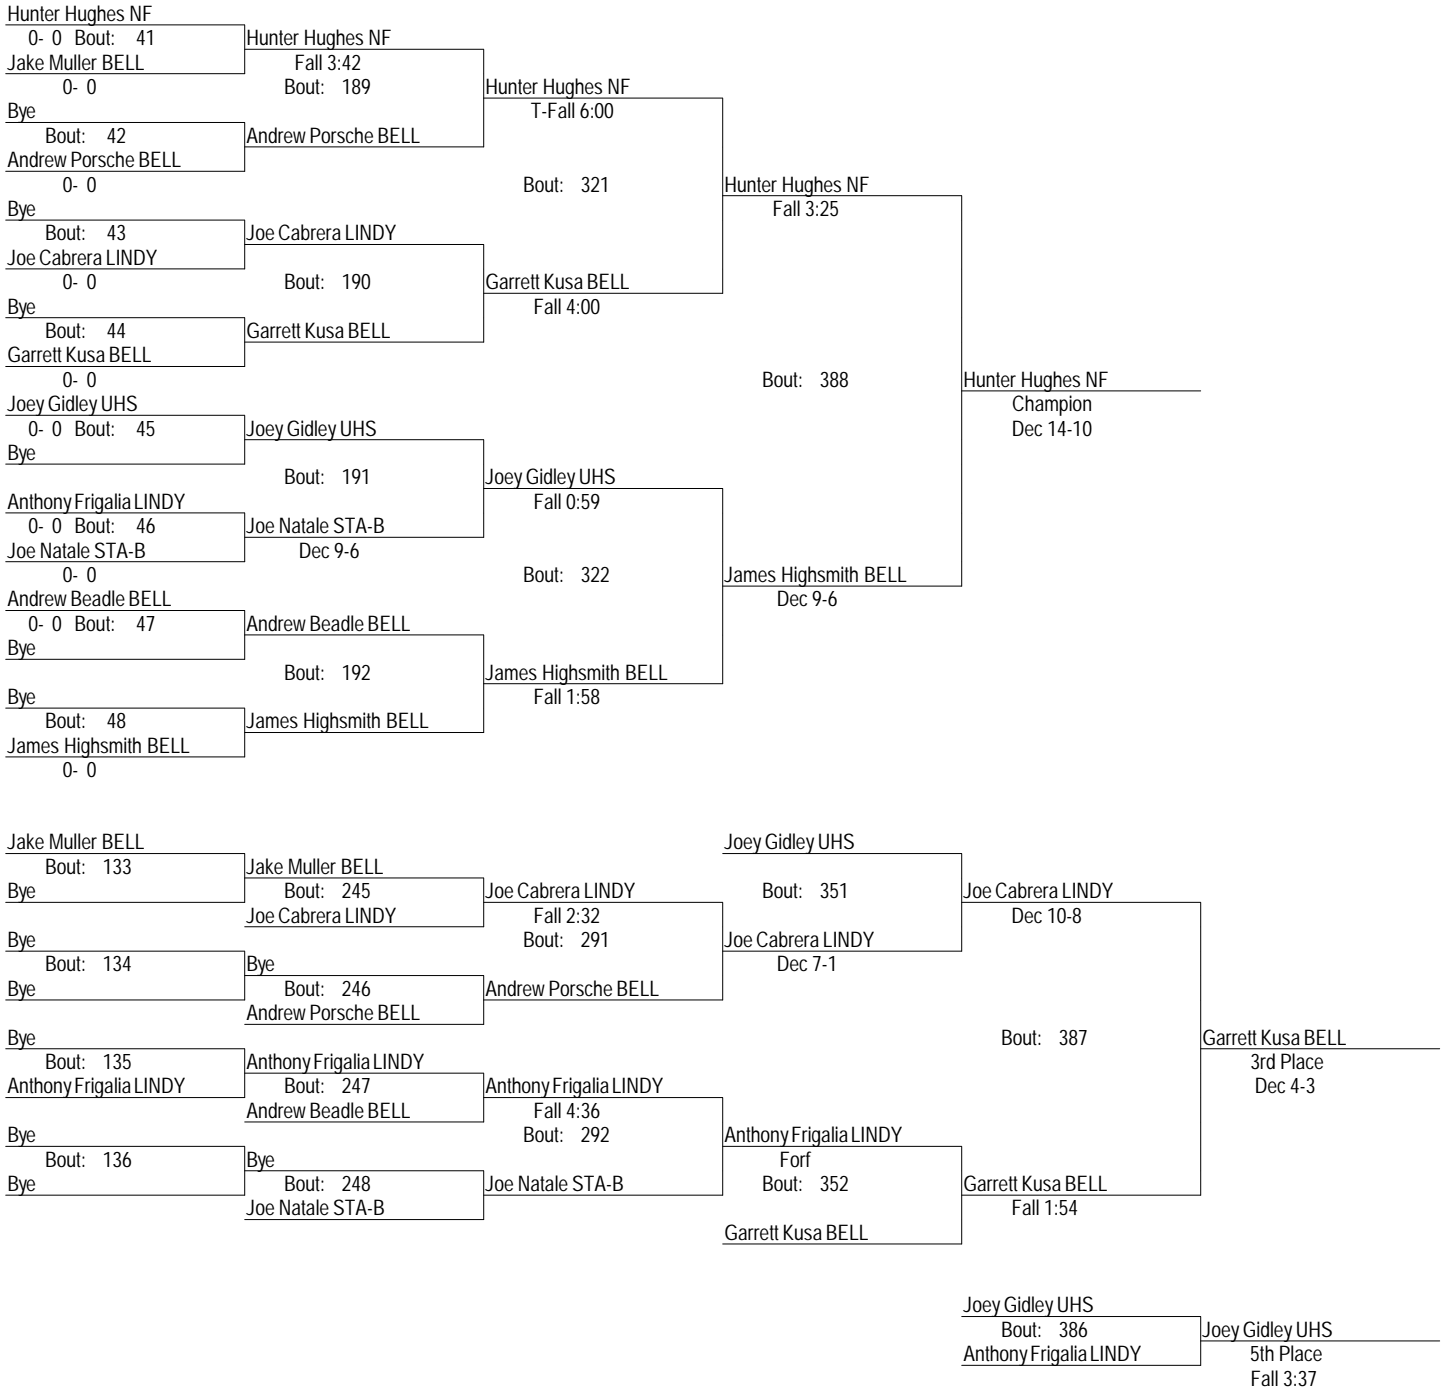 Hunter Hughes NF
0- 0 Bout: 41
Jake Muller BELL
0- 0
Bye
Bout: 42
Andrew Porsche BELL
0- 0
Bye
Bout: 43
Joe Cabrera LINDY
0- 0
Bye
Bout: 44
Garrett Kusa BELL
0- 0
Joey Gidley UHS
0- 0 Bout: 45
Bye
Anthony Frigalia LINDY
0- 0 Bout: 46
Joe Natale STA-B
0- 0
Andrew Beadle BELL
0- 0 Bout: 47
Bye
Bye
Bout: 48
James Highsmith BELL
0- 0
Hunter Hughes NF
Fall 3:42
Bout: 189
Andrew Porsche BELL
Joe Cabrera LINDY
Bout: 190
Garrett Kusa BELL
Joey Gidley UHS
Bout: 191
Joe Natale STA-B
Dec 9-6
Andrew Beadle BELL
Bout: 192
James Highsmith BELL
Hunter Hughes NF
T-Fall 6:00
Bout: 321
Garrett Kusa BELL
Fall 4:00
Joey Gidley UHS
Fall 0:59
Bout: 322
James Highsmith BELL
Fall 1:58
Hunter Hughes NF
Fall 3:25
Bout: 388
James Highsmith BELL
Dec 9-6
Hunter Hughes NF
Champion
Dec 14-10
Jake Muller BELL
Bout: 133
Bye
Bye
Bout: 134
Bye
Bye
Bout: 135
Anthony Frigalia LINDY
Bye
Bout: 136
Bye
Jake Muller BELL
Bout: 245
Joe Cabrera LINDY
Bye
Bout: 246
Andrew Porsche BELL
Anthony Frigalia LINDY
Bout: 247
Andrew Beadle BELL
Bye
Bout: 248
Joe Natale STA-B
Joe Cabrera LINDY
Fall 2:32
Bout: 291
Andrew Porsche BELL
Anthony Frigalia LINDY
Fall 4:36
Bout: 292
Joe Natale STA-B
Joey Gidley UHS
Bout: 351
Joe Cabrera LINDY
Dec 7-1
Anthony Frigalia LINDY
Forf
Bout: 352
Garrett Kusa BELL
Joe Cabrera LINDY
Dec 10-8
Bout: 387
Garrett Kusa BELL
Fall 1:54
Garrett Kusa BELL
3rd Place
Dec 4-3
Joey Gidley UHS
Bout: 386
Anthony Frigalia LINDY
Joey Gidley UHS
5th Place
Fall 3:37